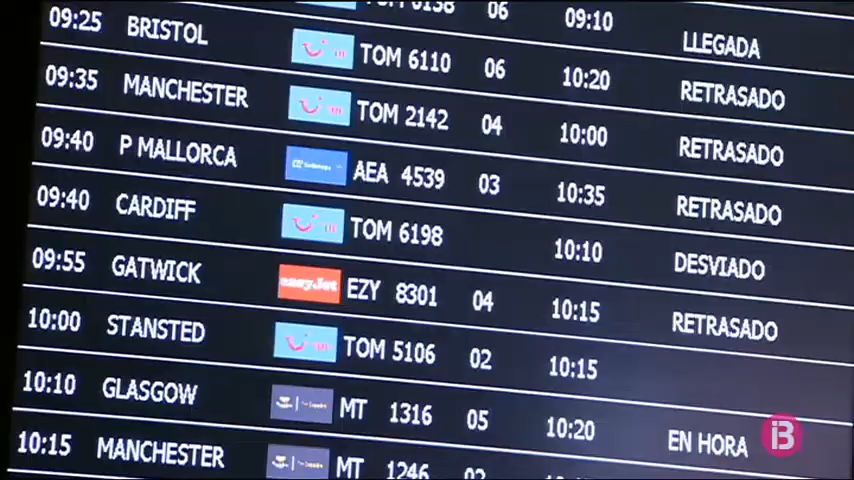 06 09:10 LLEGADA
09:25 BRISTOL TOM 6110 06 10:20 RETRASADO
09:35 MANCHESTER TOM 2142 04 10:00 RETRASADO
09:40 P MALLORCA AEA 4539 03 10:35 RETRASADO
09:40 CARDIFF TOM 6198 10:10 DESVIADO
09:55 GATWICK easyJet EZY 8301 04 10:15 RETRASADO
10:00 STANSTED TOM 5106 02 10:15
10:10 GLASGOW MT 1316 05 10:20 EN HORA
10:15 MANCHESTER MT 1246